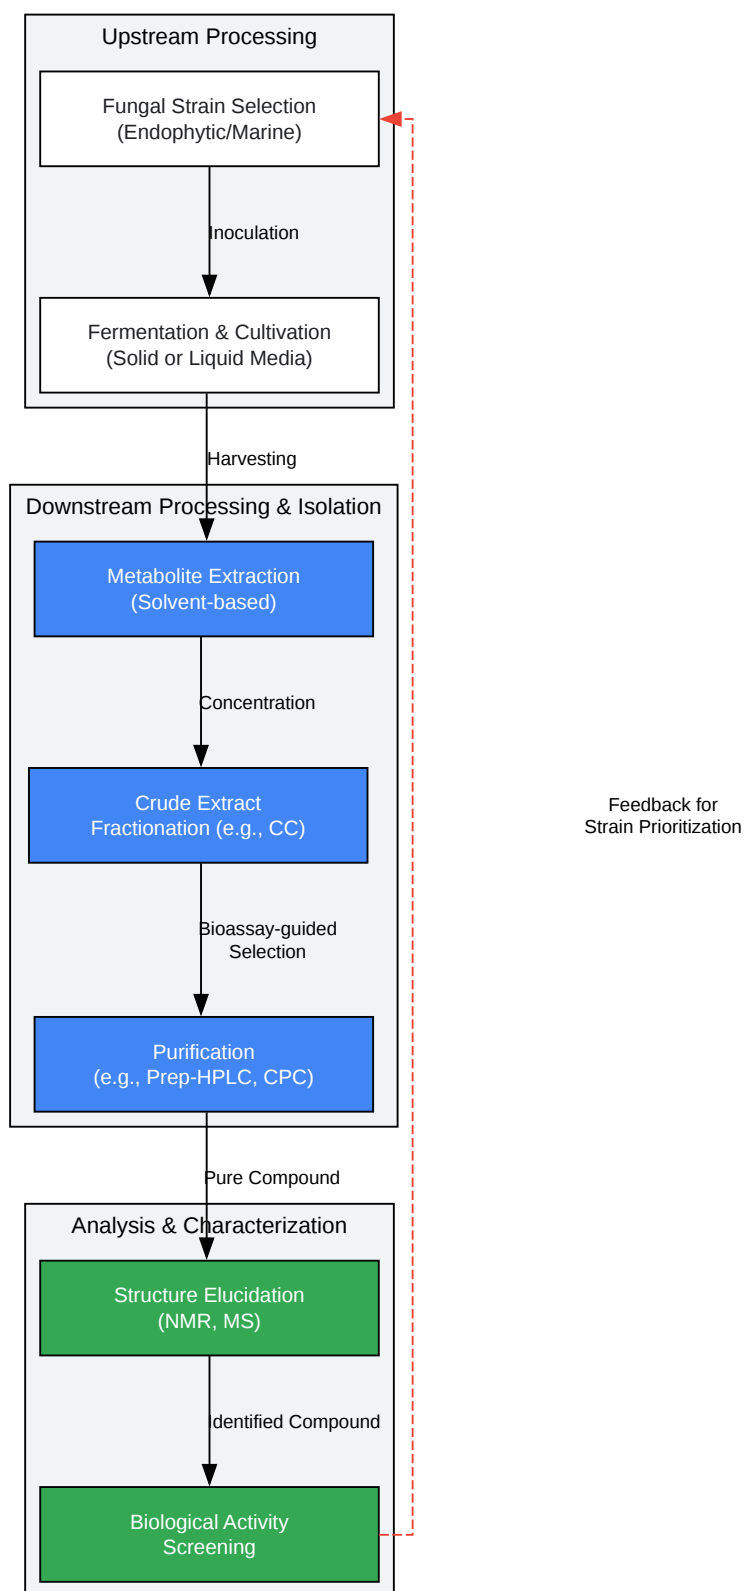 Upstream Processing
Fungal Strain Selection
(Endophytic/Marine)
Inoculation
Fermentation & Cultivation
(Solid or Liquid Media)
Harvesting
Downstream Processing & Isolation
Metabolite Extraction
(Solvent-based)
Concentration
Crude Extract
Fractionation (e.g., CC)
Feedback for
Strain Prioritization
Bioassay-guided
Selection
Purification
(e.g., Prep-HPLC, CPC)
Pure Compound
Analysis & Characterization
Structure Elucidation
(NMR, MS)
Identified Compound
Biological Activity
Screening